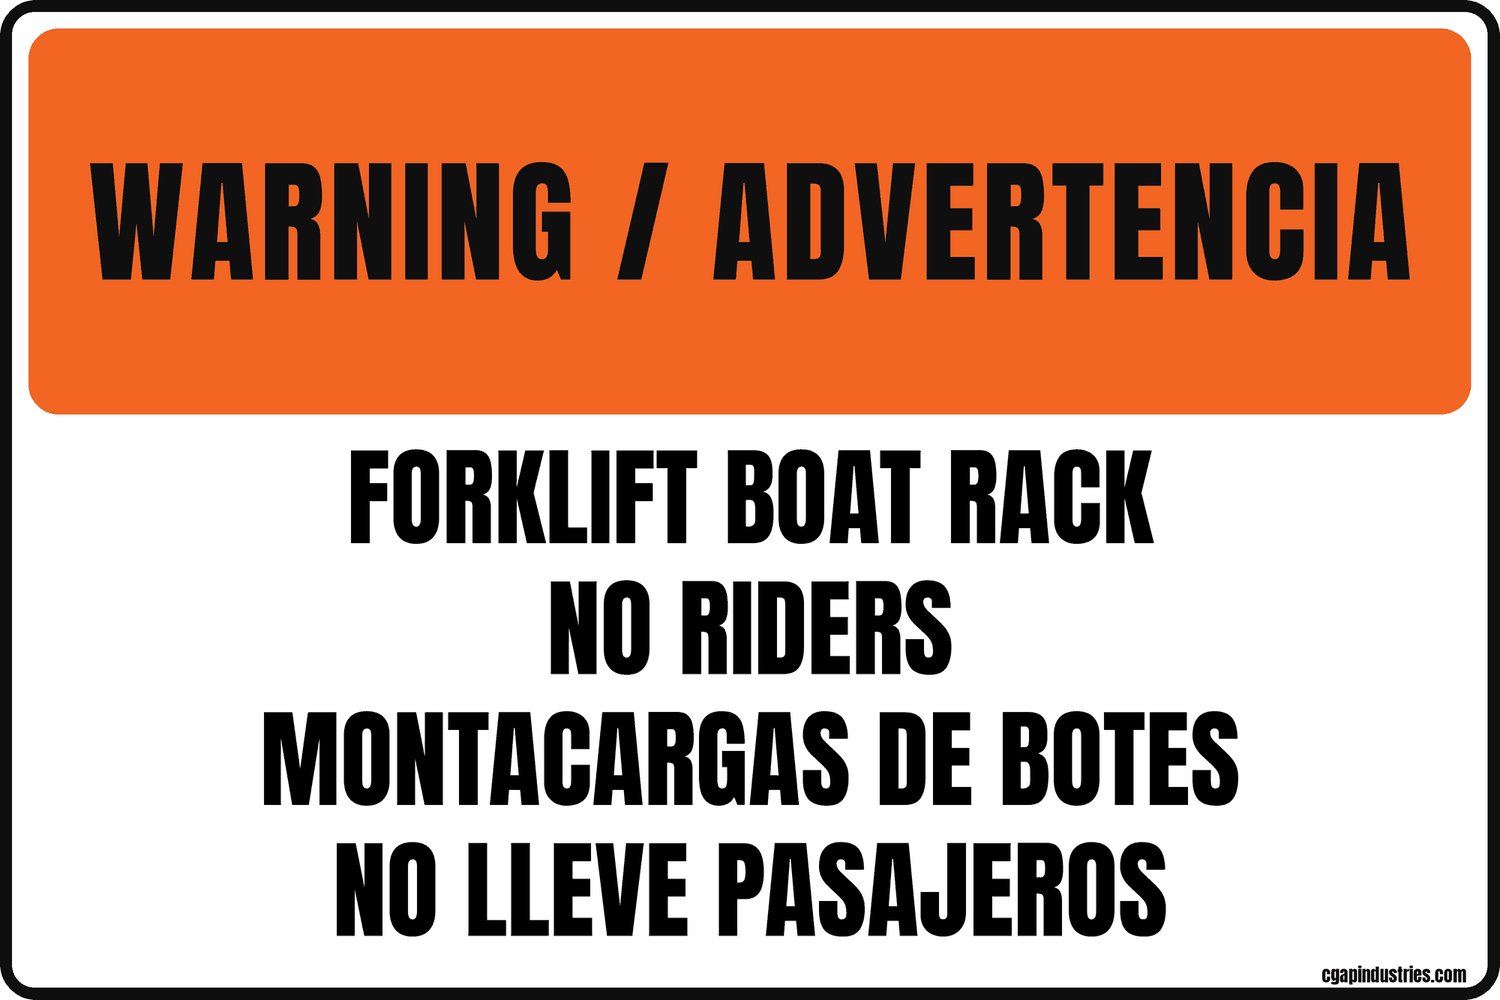 WARNING / ADVERTENCIA
FORKLIFT BOAT RACK
NO RIDERS
MONTACARGAS DE BOTES
NO LLEVE PASAJEROS
cgapindustries.com